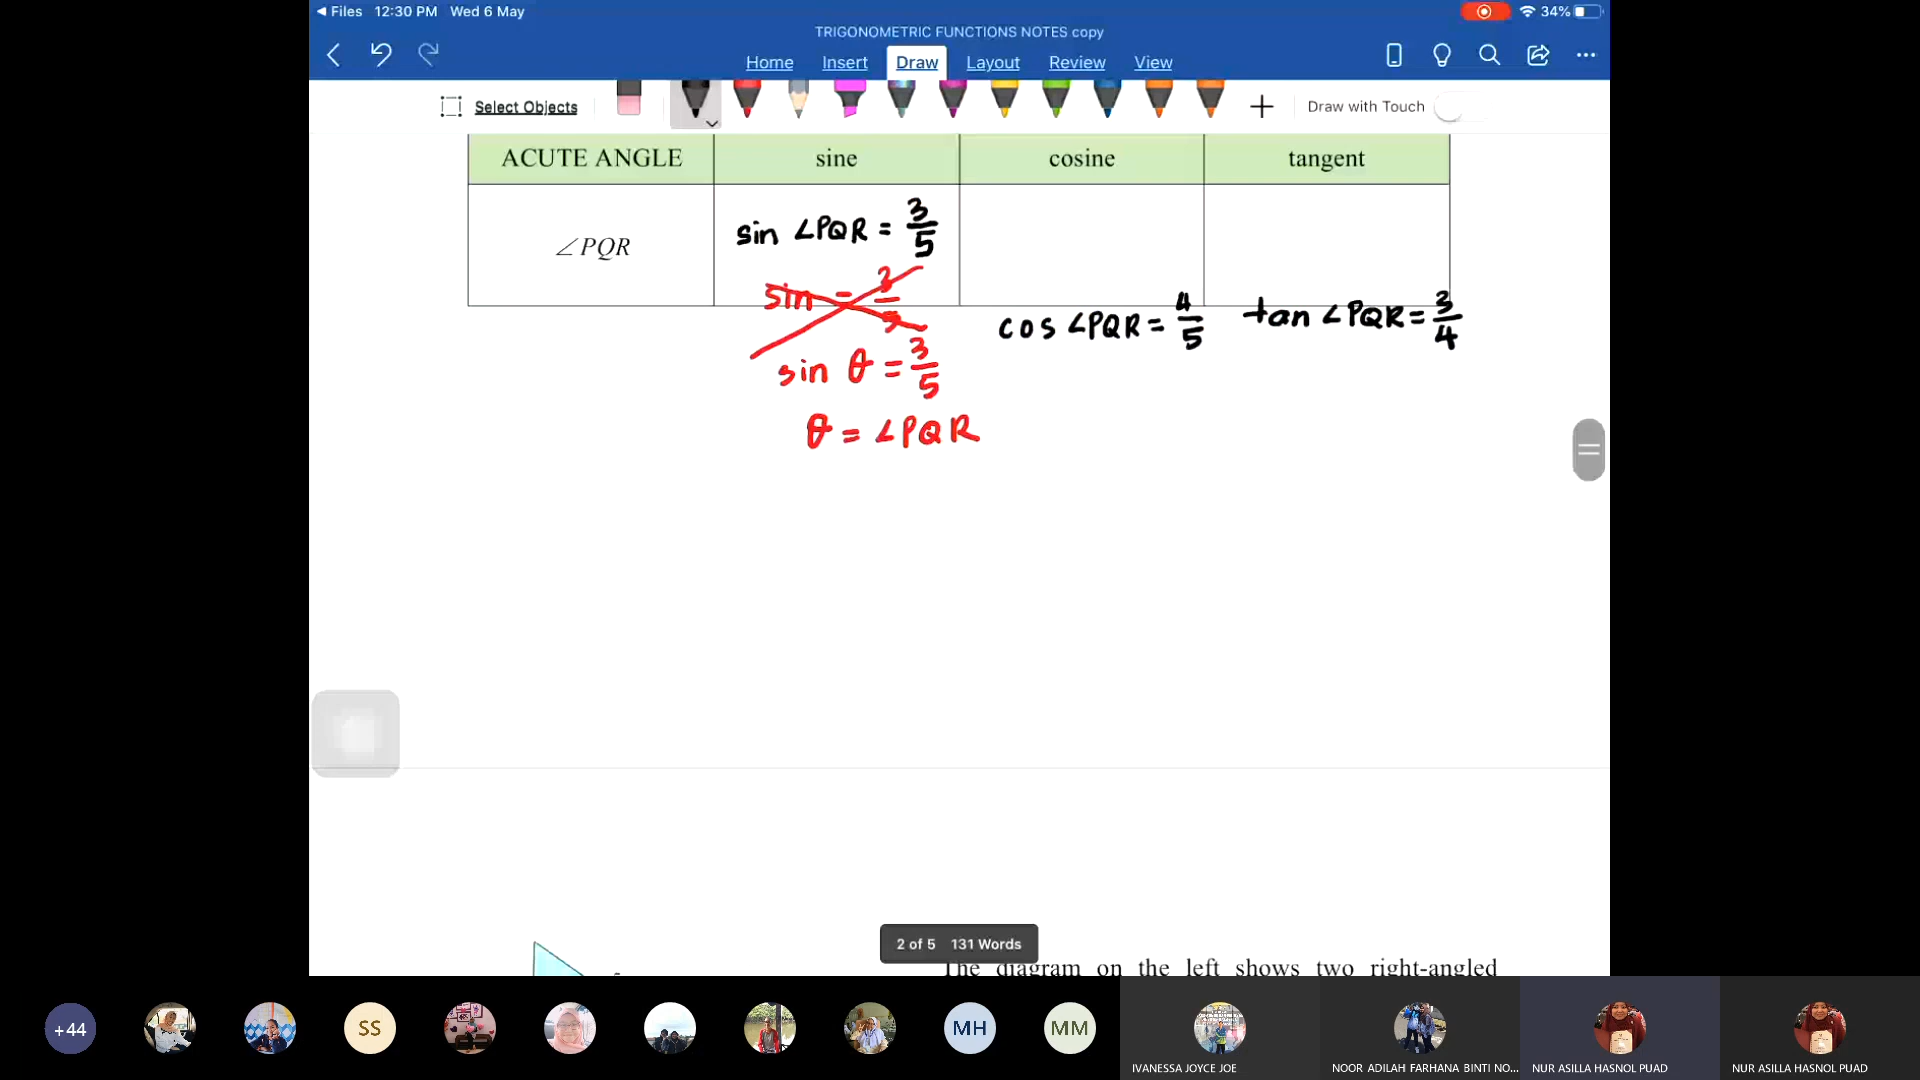 Files 12:30 PM Wed 6 May
34%
TRIGONOMETRIC FUNCTIONS NOTES copy
Home Insert Draw Layout Review View
Select Objects
Draw with Touch
ACUTE ANGLE sine cosine tangent
∠PQR
sin ∠PQR = 3/5
sin = 3/5
cos ∠PQR = 4/5
tan ∠PQR = 3/4
sin θ = 3/5
θ = ∠PQR
2 of 5 131 Words
The diagram on the left shows two right-angled
+44
SS
MH
MM
IVANESSA JOYCE JOE
NOOR ADILAH FARHANA BINTI NO...
NUR ASILLA HASNOL PUAD
NUR ASILLA HASNOL PUAD